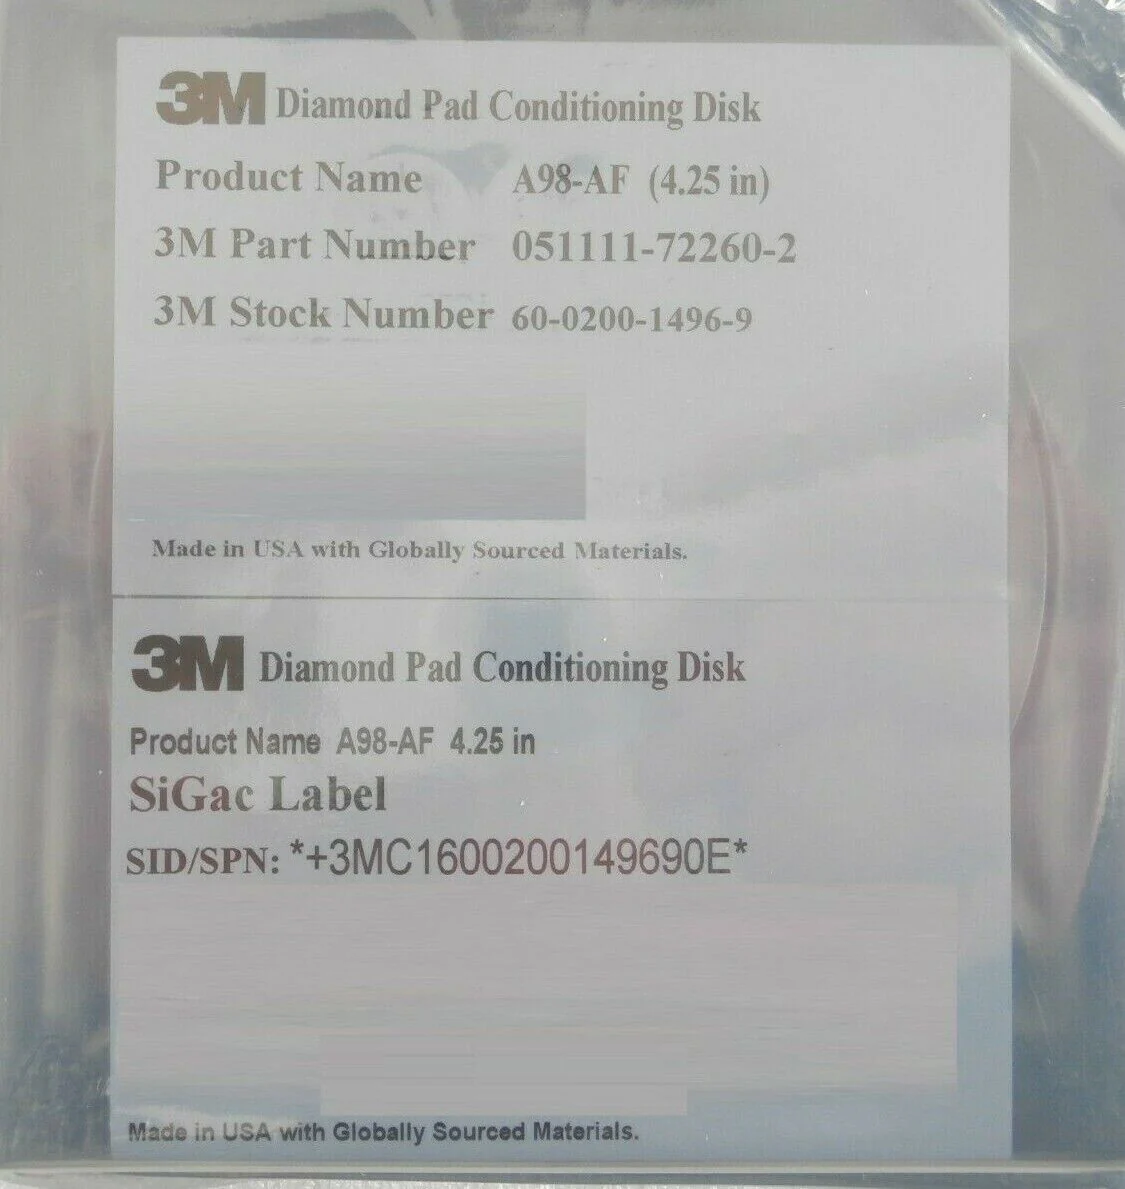 3M Diamond Pad Conditioning Disk
Product Name A98-AF (4.25 in)
3M Part Number 051111-72260-2
3M Stock Number 60-0200-1496-9
Made in USA with Globally Sourced Materials.
3M Diamond Pad Conditioning Disk
Product Name A98-AF 4.25 in
SiGac Label
SID/SPN: *+3MC1600200149690E*
Made in USA with Globally Sourced Materials.